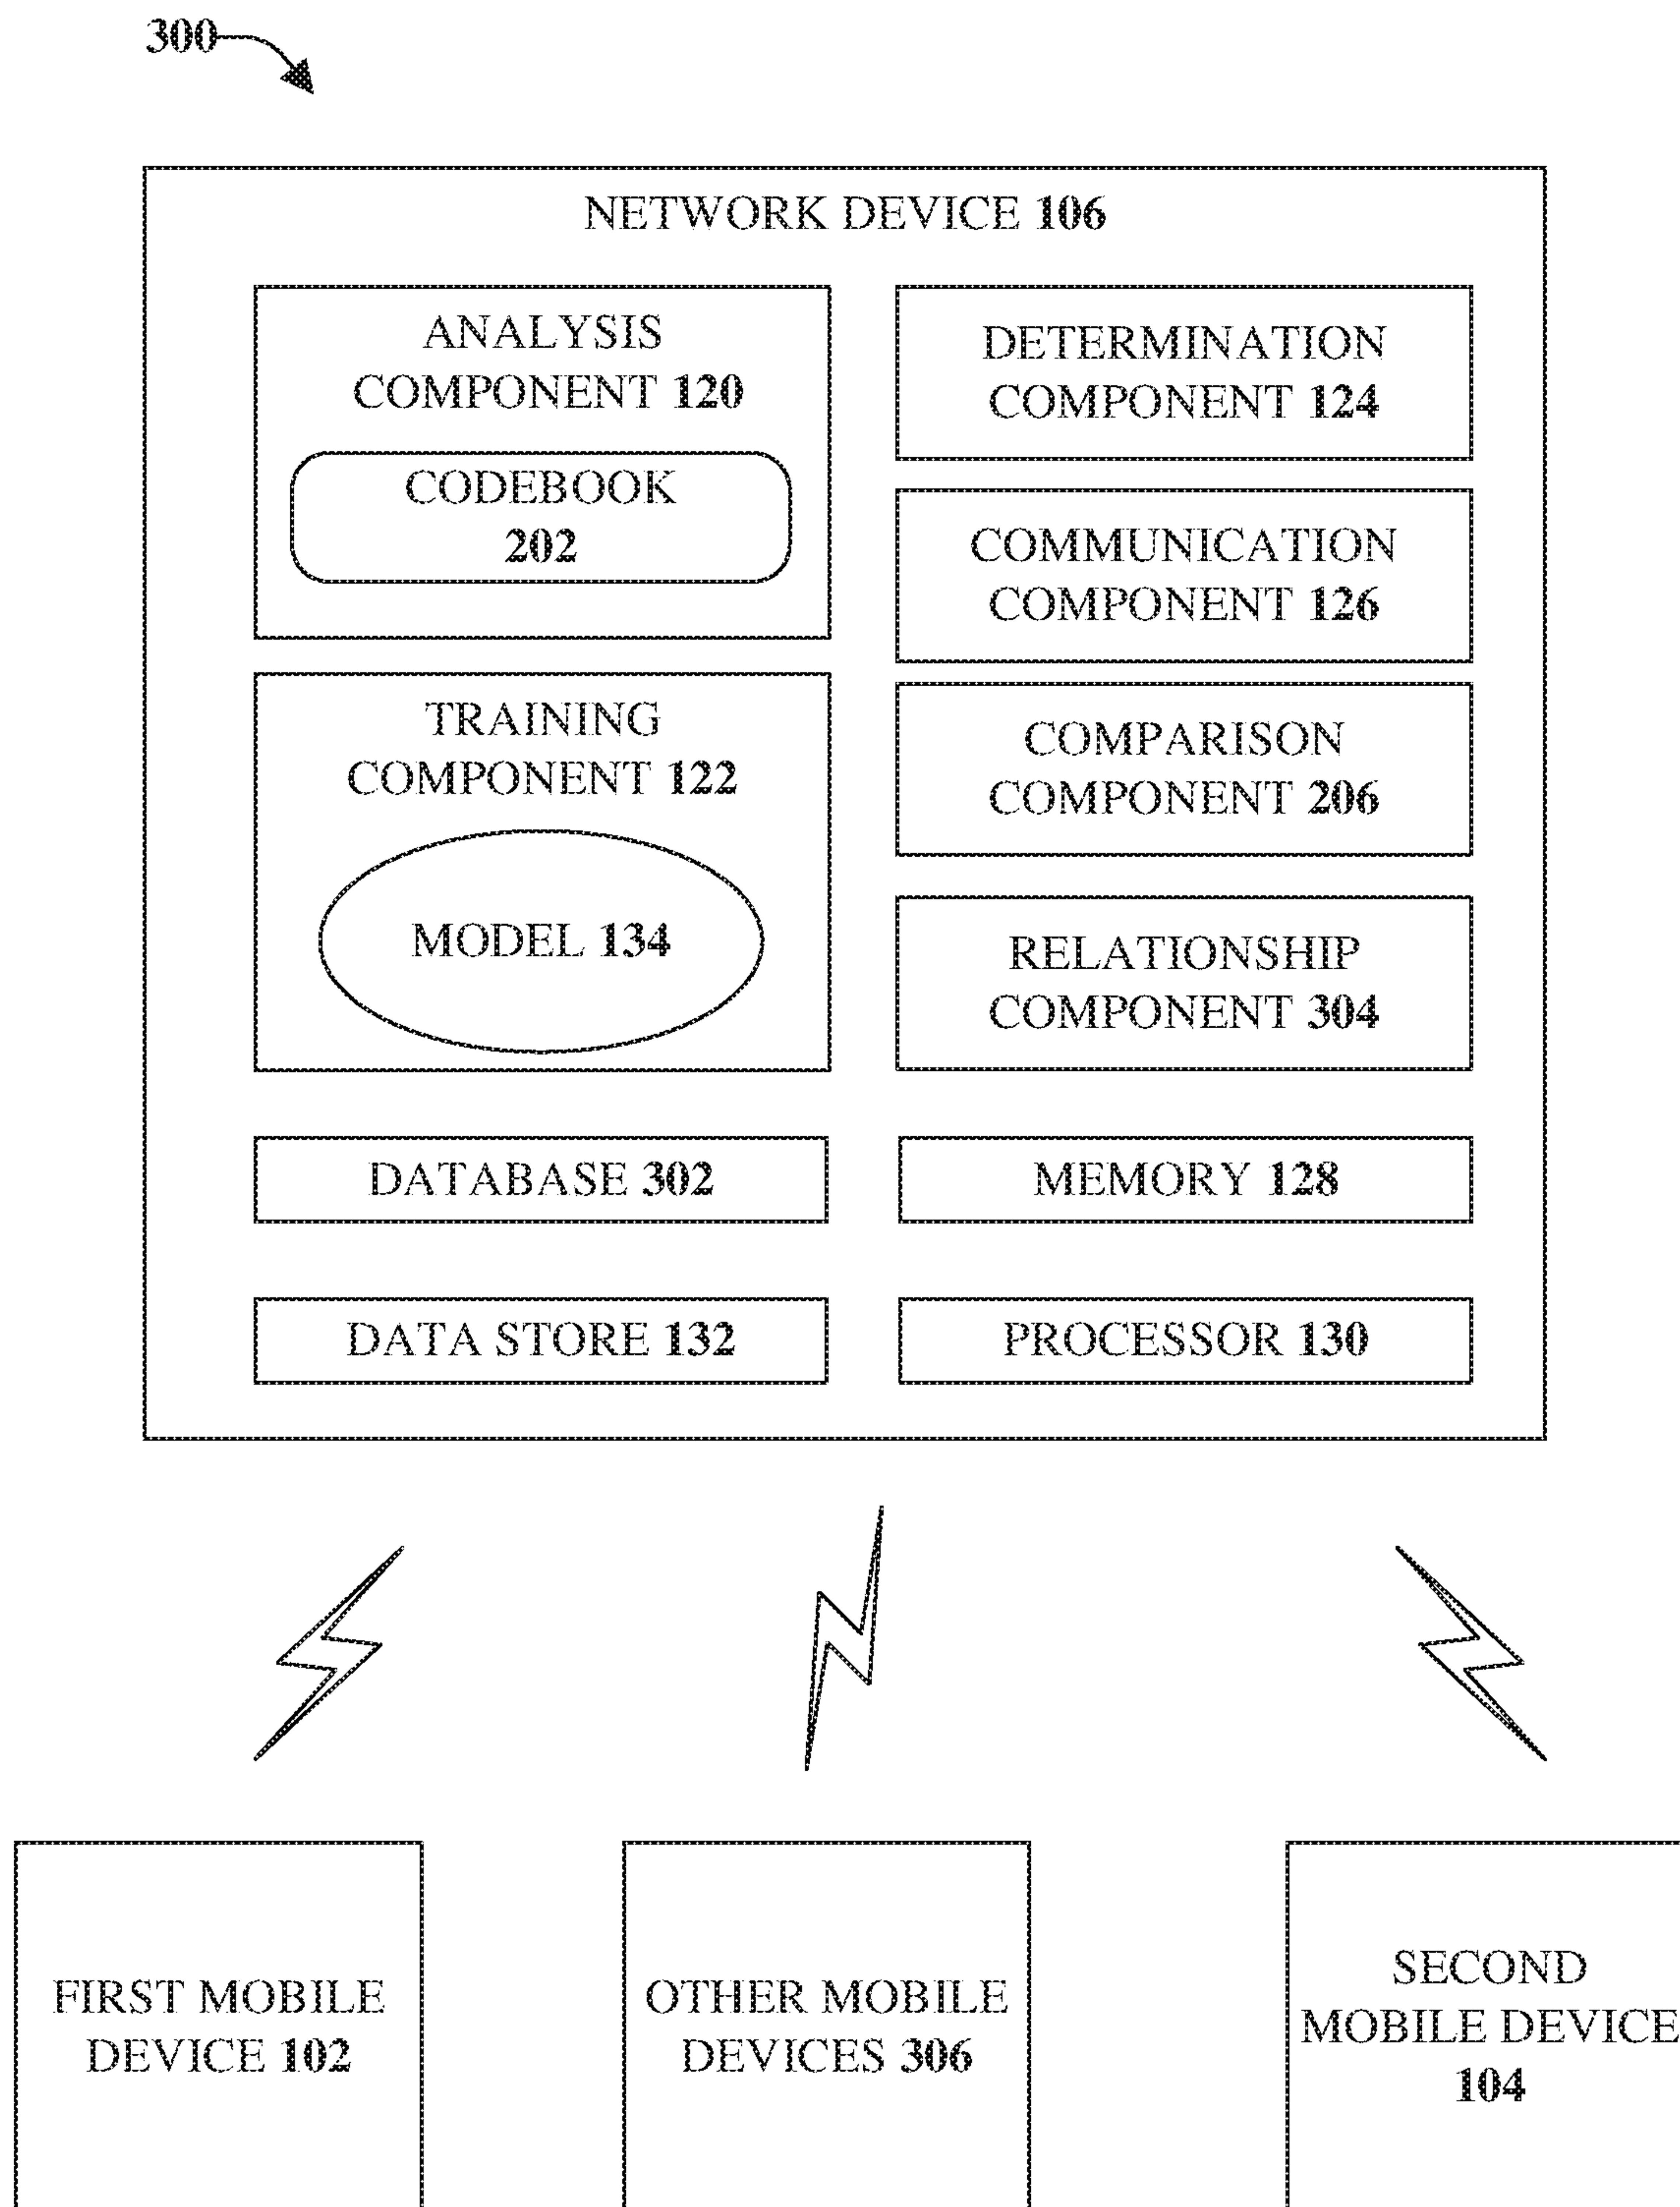 300
NETWORK DEVICE 106
ANALYSIS
COMPONENT 120
CODEBOOK
202
TRAINING
COMPONENT 122
MODEL 134
DETERMINATION
COMPONENT 124
COMMUNICATION
COMPONENT 126
COMPARISON
COMPONENT 206
RELATIONSHIP
COMPONENT 304
DATABASE 302
MEMORY 128
DATA STORE 132
PROCESSOR 130
FIRST MOBILE
DEVICE 102
OTHER MOBILE
DEVICES 306
SECOND
MOBILE DEVICE
104